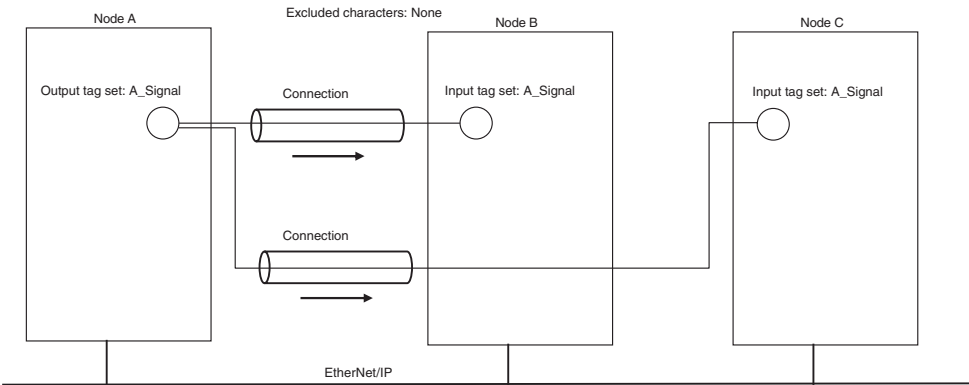 Excluded characters: None
Node A
Node B
Node C
Output tag set: A_Signal
Connection
Input tag set: A_Signal
Input tag set: A_Signal
Connection
EtherNet/IP